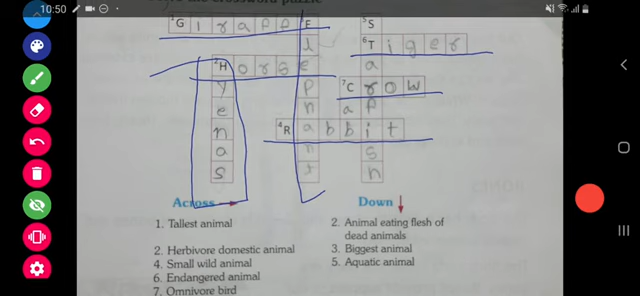 10:50
1G i r a f f E 5S
l
6T i g e r
2H o r s e a
y p 7C r o w
e h a f
n 4R a b b i t
a n s
s t h
Across Down
1. Tallest animal
2. Animal eating flesh of
dead animals
2. Herbivore domestic animal
3. Biggest animal
4. Small wild animal
5. Aquatic animal
6. Endangered animal
7. Omnivore bird